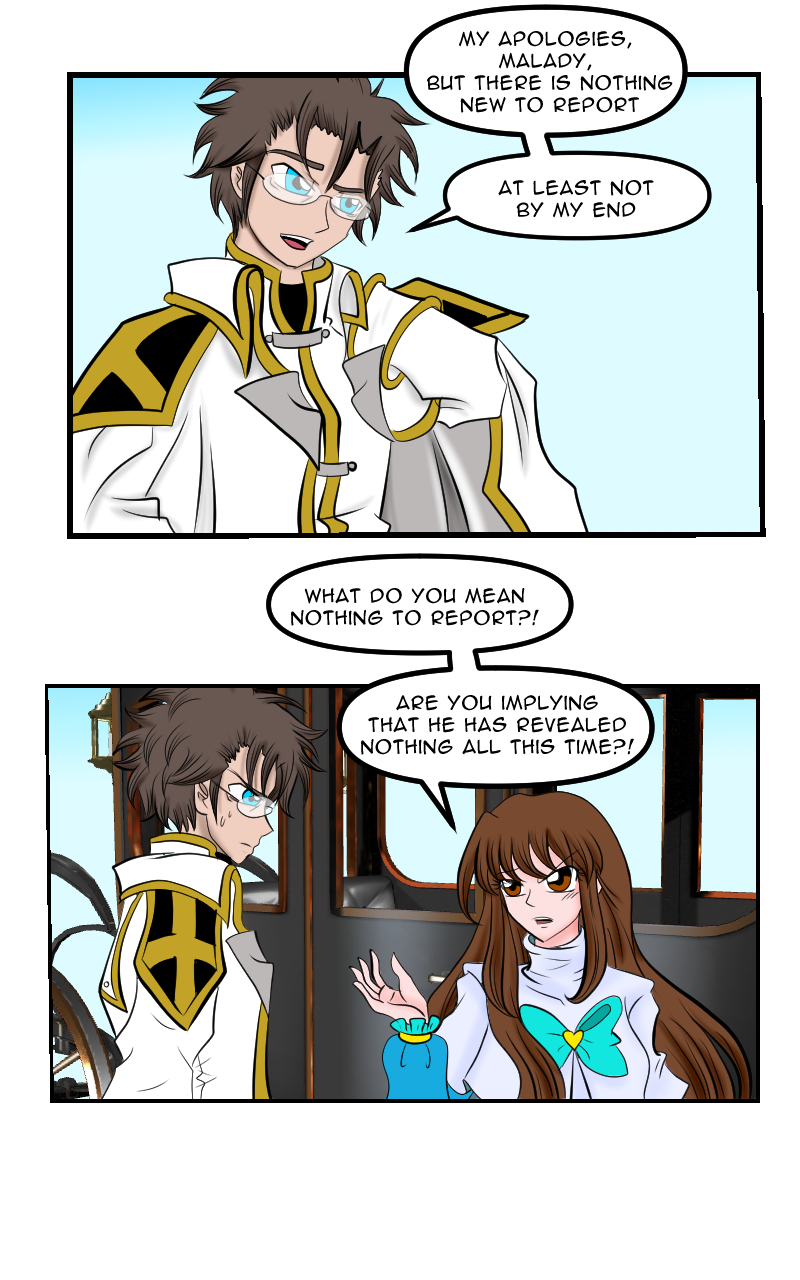 MY APOLOGIES,
MALADY,
BUT THERE IS NOTHING
NEW TO REPORT
AT LEAST NOT
BY MY END
WHAT DO YOU MEAN
NOTHING TO REPORT?!
ARE YOU IMPLYING
THAT HE HAS REVEALED
NOTHING ALL THIS TIME?!